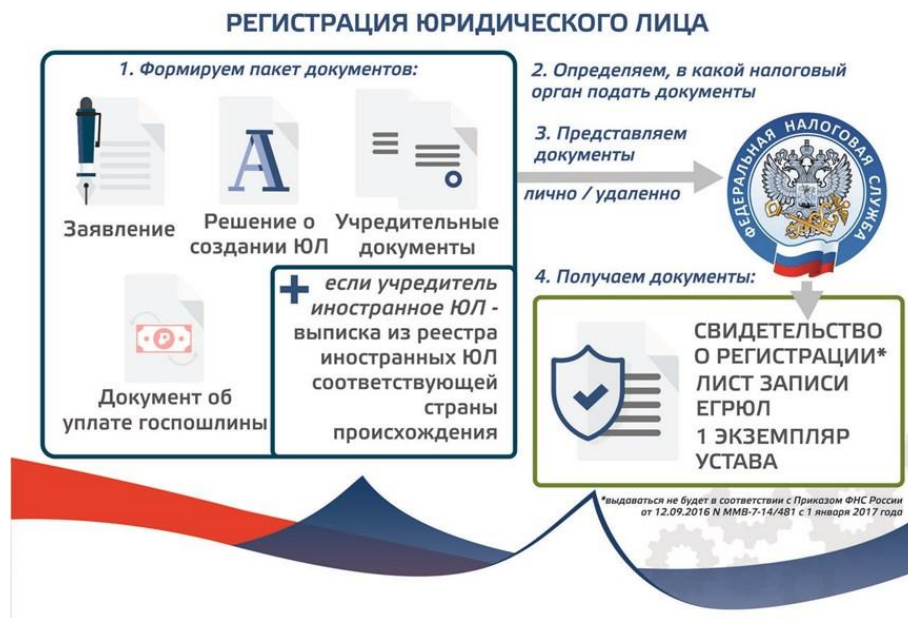 РЕГИСТРАЦИЯ ЮРИДИЧЕСКОГО ЛИЦА
1. Формируем пакет документов:
Заявление
А
Решение о
создании ЮЛ
Учредительные
документы
Документ об
уплате госпошлины
+ если учредитель
иностранное ЮЛ -
выписка из реестра
иностранных ЮЛ
соответствующей
страны
происхождения
2. Определяем, в какой налоговый
орган подать документы
3. Представляем
документы
лично / удаленно
ФЕДЕРАЛЬНАЯ НАЛОГОВАЯ СЛУЖБА
4. Получаем документы:
СВИДЕТЕЛЬСТВО
О РЕГИСТРАЦИИ*
ЛИСТ ЗАПИСИ
ЕГРЮЛ
1 ЭКЗЕМПЛЯР
УСТАВА
*выдаваться не будет в соответствии с Приказом ФНС России
от 12.09.2016 N ММВ-7-14/481 с 1 января 2017 года